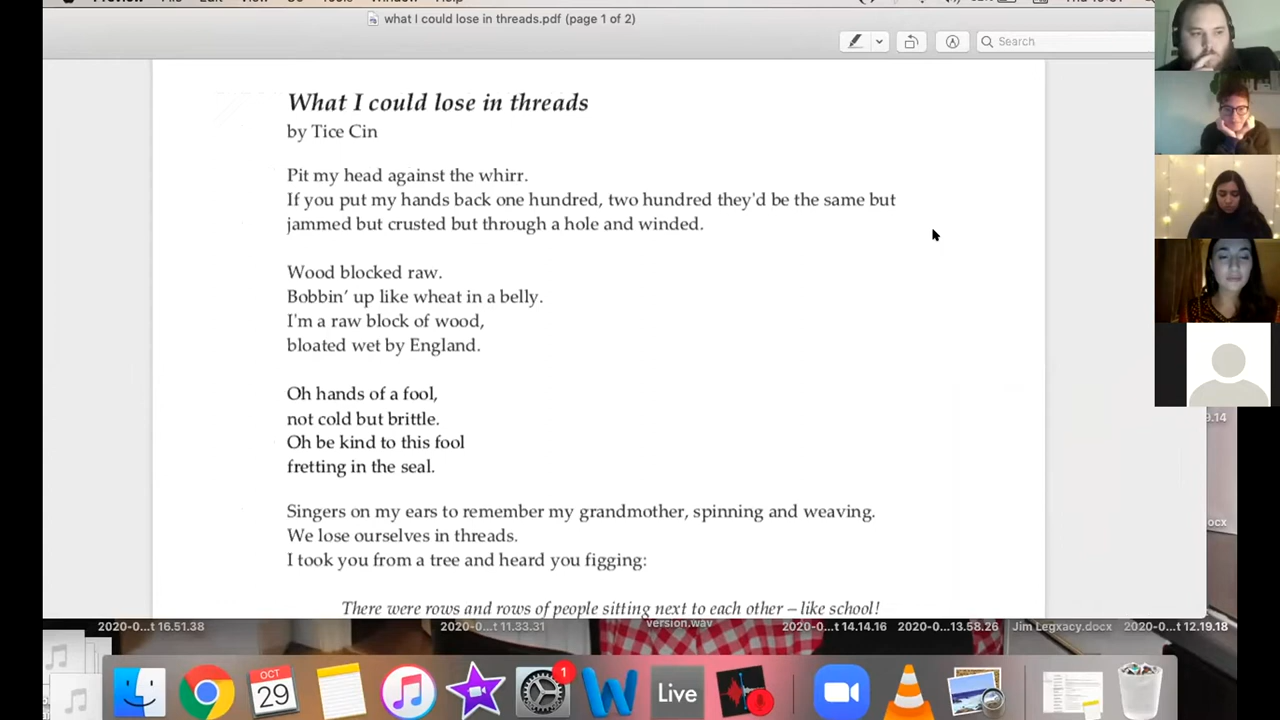 what I could lose in threads.pdf (page 1 of 2)
Search
What I could lose in threads
by Tice Cin
Pit my head against the whirr.
If you put my hands back one hundred, two hundred they'd be the same but
jammed but crusted but through a hole and winded.
Wood blocked raw.
Bobbin’ up like wheat in a belly.
I'm a raw block of wood,
bloated wet by England.
Oh hands of a fool,
not cold but brittle.
Oh be kind to this fool
fretting in the seal.
Singers on my ears to remember my grandmother, spinning and weaving.
We lose ourselves in threads.
I took you from a tree and heard you figging:
There were rows and rows of people sitting next to each other – like school!
9.14
ocx
2020-0...t 16.51.38
2020-0...t 11.33.31
version.wav
2020-0...t 14.14.16
2020-0...13.58.26
Jim Legxacy.docx
2020-0...t 12.19.18
OCT
29
1
Live